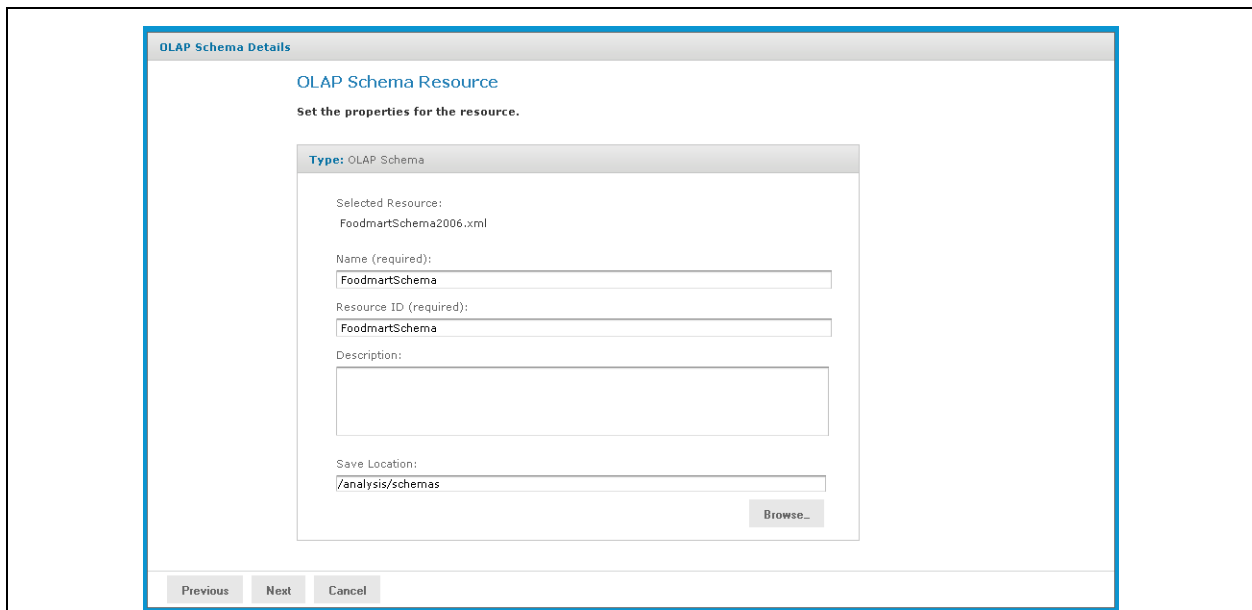 OLAP Schema Details
OLAP Schema Resource
Set the properties for the resource.
Type: OLAP Schema
Selected Resource:
FoodmartSchema2006.xml
Name (required):
FoodmartSchema
Resource ID (required):
FoodmartSchema
Description:
Save Location:
/analysis/schemas
Browse...
Previous Next Cancel